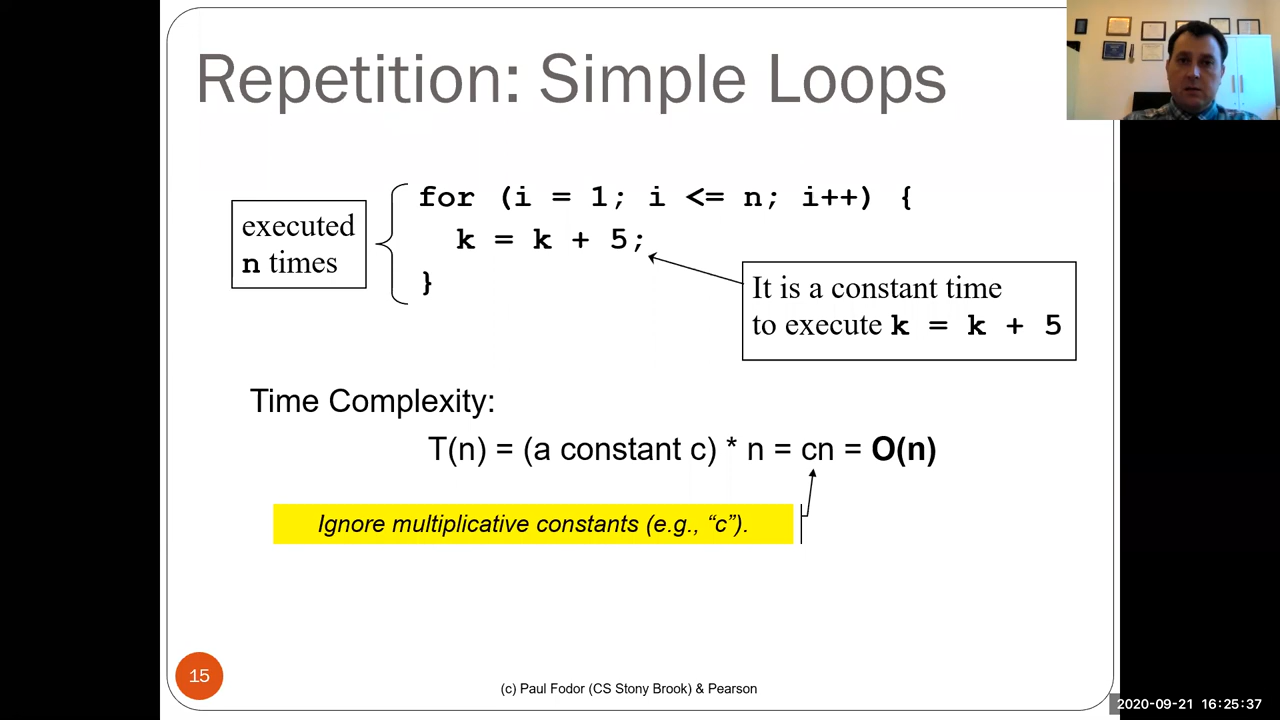 Repetition: Simple Loops
executed
n times
for (i = 1; i <= n; i++) {
k = k + 5;
}
It is a constant time
to execute k = k + 5
Time Complexity:
T(n) = (a constant c) * n = cn = O(n)
Ignore multiplicative constants (e.g., “c”).
15
(c) Paul Fodor (CS Stony Brook) & Pearson
2020-09-21 16:25:37